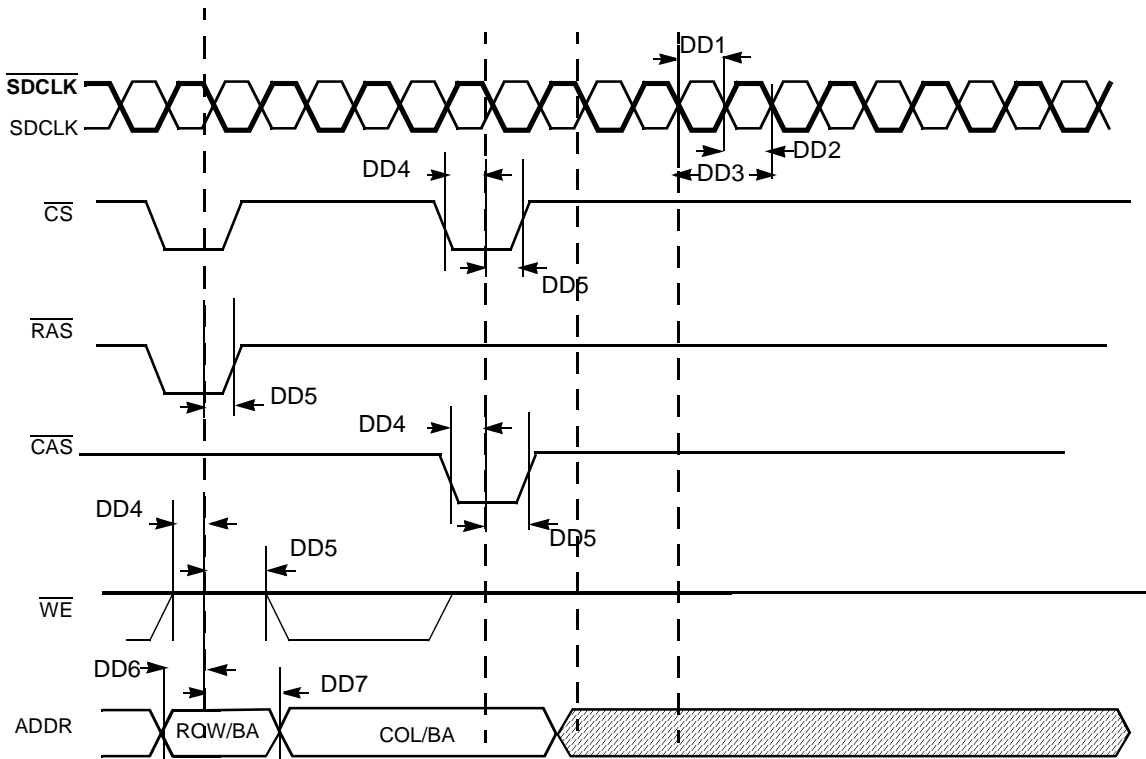 DD1
SDCLK
SDCLK
DD2
DD4
DD3
CS
DD5
RAS
DD5
DD4
CAS
DD4
DD5
DD5
WE
DD6
DD7
ADDR
ROW/BA
COL/BA